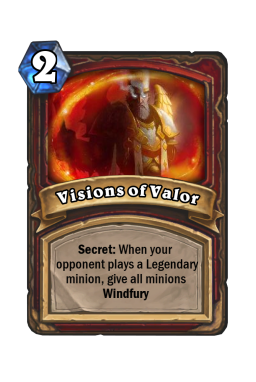 2
Visions of Valor
Secret: When your
opponent plays a Legendary
minion, give all minions
Windfury